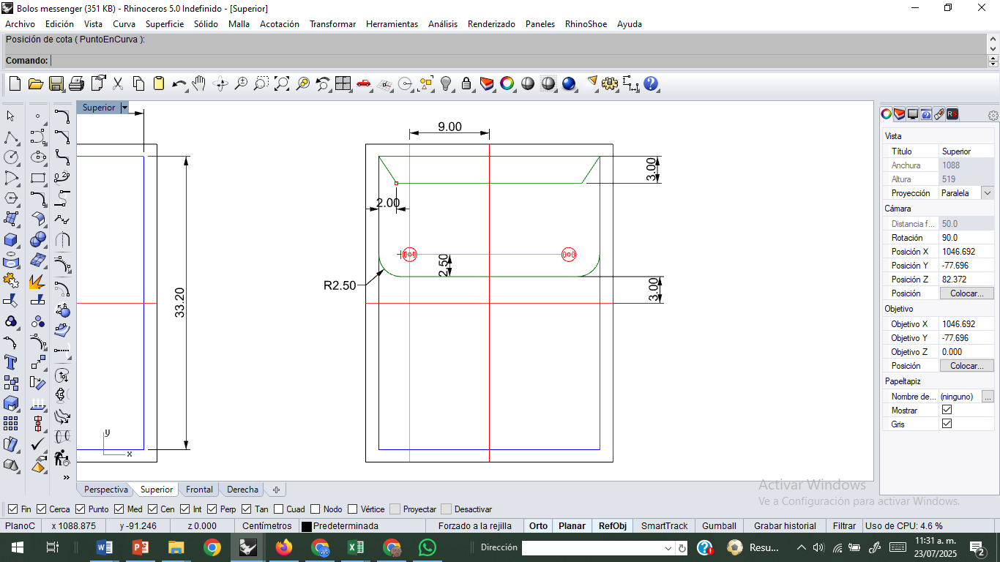 Bolos messenger (351 KB) - Rhinoceros 5.0 Indefinido - [Superior]
Archivo Edición Vista Curva Superficie Sólido Malla Acotación Transformar Herramientas Análisis Renderizado Paneles RhinoShoe Ayuda
Posición de cota ( PuntoEnCurva ):
Comando:
Superior
9.00
3.00
2.00
2.50
R2.50
3.00
33.20
y
x
Vista
Título Superior
Anchura 1088
Altura 519
Proyección Paralela
Cámara
Distancia f... 50.0
Rotación 90.0
Posición X 1046.692
Posición Y -77.696
Posición Z 82.372
Posición Colocar...
Objetivo
Objetivo X 1046.692
Objetivo Y -77.696
Objetivo Z 0.000
Posición Colocar...
Papeltapiz
Nombre de... (ninguno) ...
Mostrar
Gris
Activar Windows
Ve a Configuración para activar Windows.
Perspectiva Superior Frontal Derecha
Fin Cerca Punto Med Cen Int Perp Tan Cuad Nodo Vértice Proyectar Desactivar
PlanoC x 1088.875 y -91.246 z 0.000 Centímetros Predeterminada Forzado a la rejilla Orto Planar RefObj SmartTrack Gumball Grabar historial Filtrar Uso de CPU: 4.6 %
Dirección Resu... 11:31 a. m.
23/07/2025 2